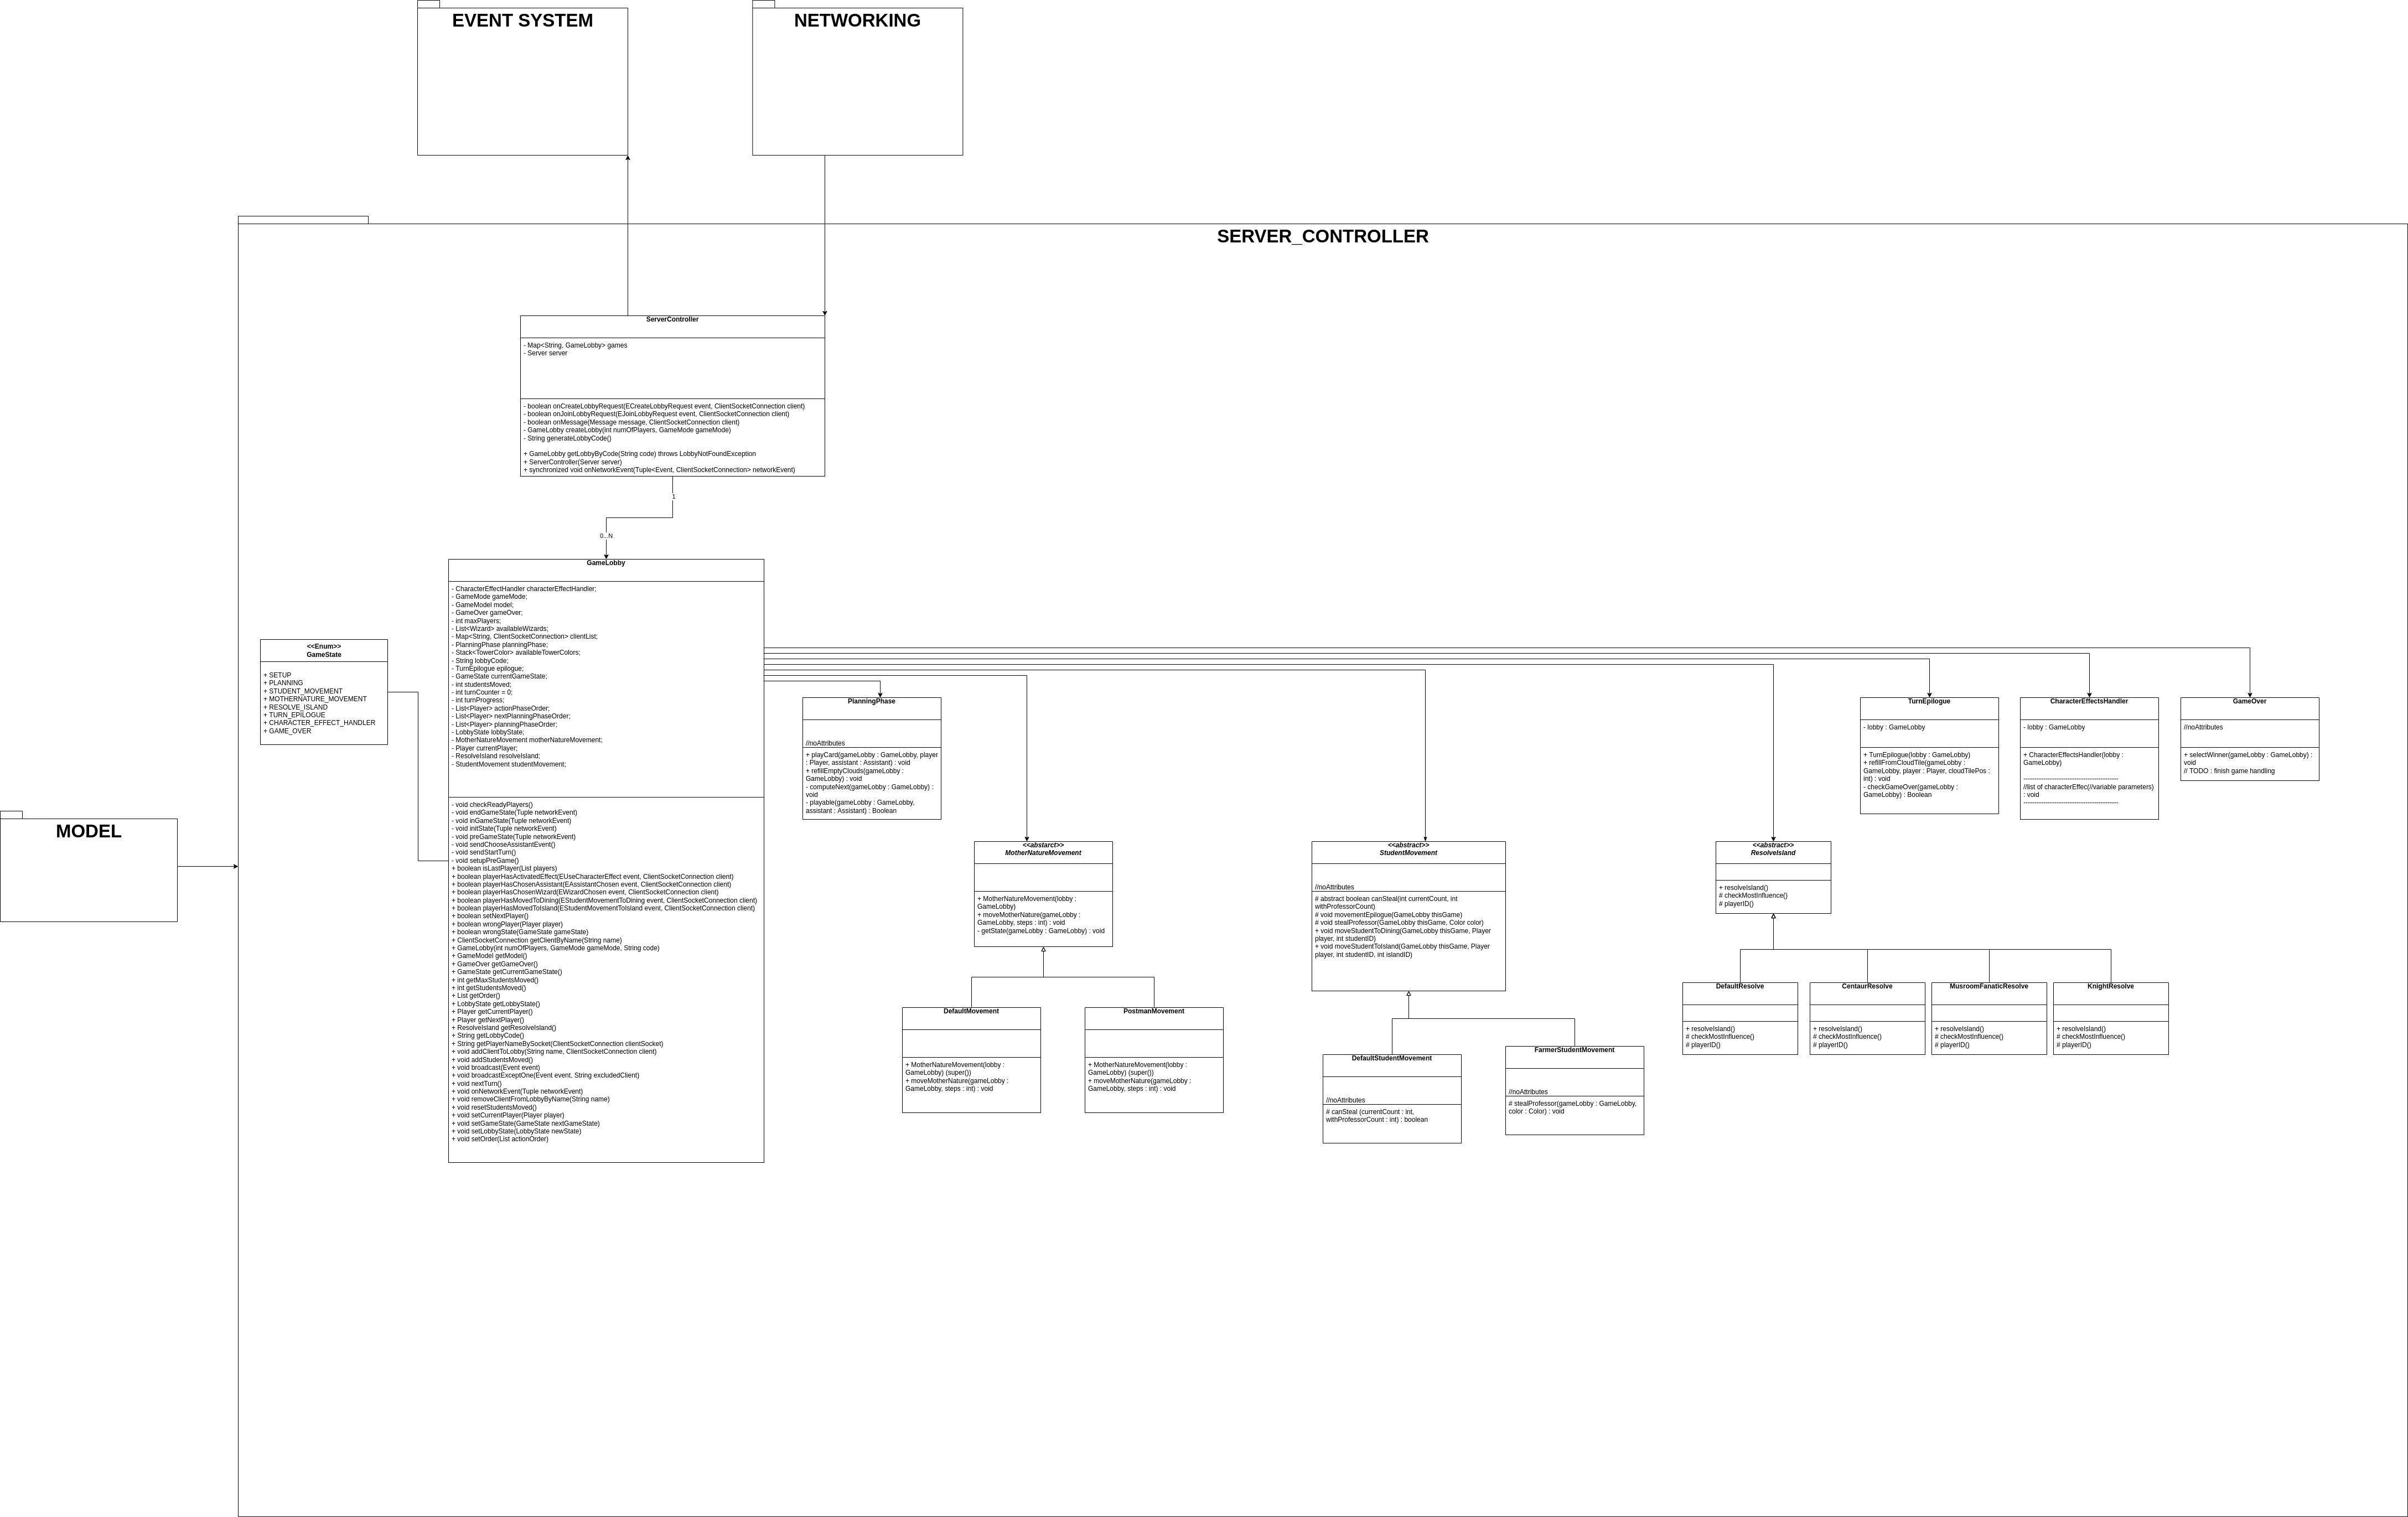 EVENT SYSTEM
NETWORKING
SERVER_CONTROLLER
ServerController
- Map<String, GameLobby> games
- Server server
- boolean onCreateLobbyRequest(ECreateLobbyRequest event, ClientSocketConnection client)
- boolean onJoinLobbyRequest(EJoinLobbyRequest event, ClientSocketConnection client)
- boolean onMessage(Message message, ClientSocketConnection client)
- GameLobby createLobby(int numOfPlayers, GameMode gameMode)
- String generateLobbyCode()
+ GameLobby getLobbyByCode(String code) throws LobbyNotFoundException
+ ServerController(Server server)
+ synchronized void onNetworkEvent(Tuple<Event, ClientSocketConnection> networkEvent)
1
0...N
<<Enum>>
GameState
+ SETUP
+ PLANNING
+ STUDENT_MOVEMENT
+ MOTHERNATURE_MOVEMENT
+ RESOLVE_ISLAND
+ TURN_EPILOGUE
+ CHARACTER_EFFECT_HANDLER
+ GAME_OVER
MODEL
GameLobby
- CharacterEffectHandler characterEffectHandler;
- GameMode gameMode;
- GameModel model;
- GameOver gameOver;
- int maxPlayers;
- List<Wizard> availableWizards;
- Map<String, ClientSocketConnection> clientList;
- PlanningPhase planningPhase;
- Stack<TowerColor> availableTowerColors;
- String lobbyCode;
- TurnEpilogue epilogue;
- GameState currentGameState;
- int studentsMoved;
- int turnCounter = 0;
- int turnProgress;
- List<Player> actionPhaseOrder;
- List<Player> nextPlanningPhaseOrder;
- List<Player> planningPhaseOrder;
- LobbyState lobbyState;
- MotherNatureMovement motherNatureMovement;
- Player currentPlayer;
- ResolveIsland resolveIsland;
- StudentMovement studentMovement;
- void checkReadyPlayers()
- void endGameState(Tuple networkEvent)
- void inGameState(Tuple networkEvent)
- void initState(Tuple networkEvent)
- void preGameState(Tuple networkEvent)
- void sendChooseAssistantEvent()
- void sendStartTurn()
- void setupPreGame()
+ boolean isLastPlayer(List players)
+ boolean playerHasActivatedEffect(EUseCharacterEffect event, ClientSocketConnection client)
+ boolean playerHasChosenAssistant(EAssistantChosen event, ClientSocketConnection client)
+ boolean playerHasChosenWizard(EWizardChosen event, ClientSocketConnection client)
+ boolean playerHasMovedToDining(EStudentMovementToDining event, ClientSocketConnection client)
+ boolean playerHasMovedToIsland(EStudentMovementToIsland event, ClientSocketConnection client)
+ boolean setNextPlayer()
+ boolean wrongPlayer(Player player)
+ boolean wrongState(GameState gameState)
+ ClientSocketConnection getClientByName(String name)
+ GameLobby(int numOfPlayers, GameMode gameMode, String code)
+ GameModel getModel()
+ GameOver getGameOver()
+ GameState getCurrentGameState()
+ int getMaxStudentsMoved()
+ int getStudentsMoved()
+ List getOrder()
+ LobbyState getLobbyState()
+ Player getCurrentPlayer()
+ Player getNextPlayer()
+ ResolveIsland getResolveIsland()
+ String getLobbyCode()
+ String getPlayerNameBySocket(ClientSocketConnection clientSocket)
+ void addClientToLobby(String name, ClientSocketConnection client)
+ void addStudentsMoved()
+ void broadcast(Event event)
+ void broadcastExceptOne(Event event, String excludedClient)
+ void nextTurn()
+ void onNetworkEvent(Tuple networkEvent)
+ void removeClientFromLobbyByName(String name)
+ void resetStudentsMoved()
+ void setCurrentPlayer(Player player)
+ void setGameState(GameState nextGameState)
+ void setLobbyState(LobbyState newState)
+ void setOrder(List actionOrder)
PlanningPhase
//noAttributes
+ playCard(gameLobby : GameLobby, player
: Player, assistant : Assistant) : void
+ refillEmptyClouds(gameLobby :
GameLobby) : void
- computeNext(gameLobby : GameLobby) :
void
- playable(gameLobby : GameLobby,
assistant : Assistant) : Boolean
TurnEpilogue
- lobby : GameLobby
+ TurnEpilogue(lobby : GameLobby)
+ refillFromCloudTile(gameLobby :
GameLobby, player : Player, cloudTilePos :
int) : void
- checkGameOver(gameLobby :
GameLobby) : Boolean
CharacterEffectsHandler
- lobby : GameLobby
+ CharacterEffectsHandler(lobby :
GameLobby)
-------------------------------------------
//list of characterEffec(//variable parameters)
: void
-------------------------------------------
GameOver
//noAttributes
+ selectWinner(gameLobby : GameLobby) :
void
// TODO : finish game handling
<<abstarct>>
MotherNatureMovement
+ MotherNatureMovement(lobby :
GameLobby)
+ moveMotherNature(gameLobby :
GameLobby, steps : int) : void
- getState(gameLobby : GameLobby) : void
<<abstract>>
StudentMovement
//noAttributes
# abstract boolean canSteal(int currentCount, int
withProfessorCount)
# void movementEpilogue(GameLobby thisGame)
# void stealProfessor(GameLobby thisGame, Color color)
+ void moveStudentToDining(GameLobby thisGame, Player
player, int studentID)
+ void moveStudentToIsland(GameLobby thisGame, Player
player, int studentID, int islandID)
<<abstract>>
ResolveIsland
+ resolveIsland()
# checkMostInfluence()
# playerID()
DefaultMovement
+ MotherNatureMovement(lobby :
GameLobby) (super())
+ moveMotherNature(gameLobby :
GameLobby, steps : int) : void
PostmanMovement
+ MotherNatureMovement(lobby :
GameLobby) (super())
+ moveMotherNature(gameLobby :
GameLobby, steps : int) : void
DefaultStudentMovement
//noAttributes
# canSteal (currentCount : int,
withProfessorCount : int) : boolean
FarmerStudentMovement
//noAttributes
# stealProfessor(gameLobby : GameLobby,
color : Color) : void
DefaultResolve
+ resolveIsland()
# checkMostInfluence()
# playerID()
CentaurResolve
+ resolveIsland()
# checkMostInfluence()
# playerID()
MusroomFanaticResolve
+ resolveIsland()
# checkMostInfluence()
# playerID()
KnightResolve
+ resolveIsland()
# checkMostInfluence()
# playerID()